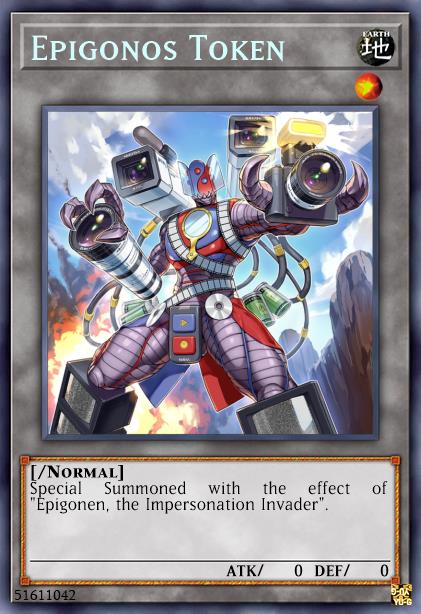 Epigonos Token
EARTH
地
[/Normal]
Special Summoned with the effect of
"Epigonen, the Impersonation Invader".
ATK/ 0 DEF/ 0
51611042